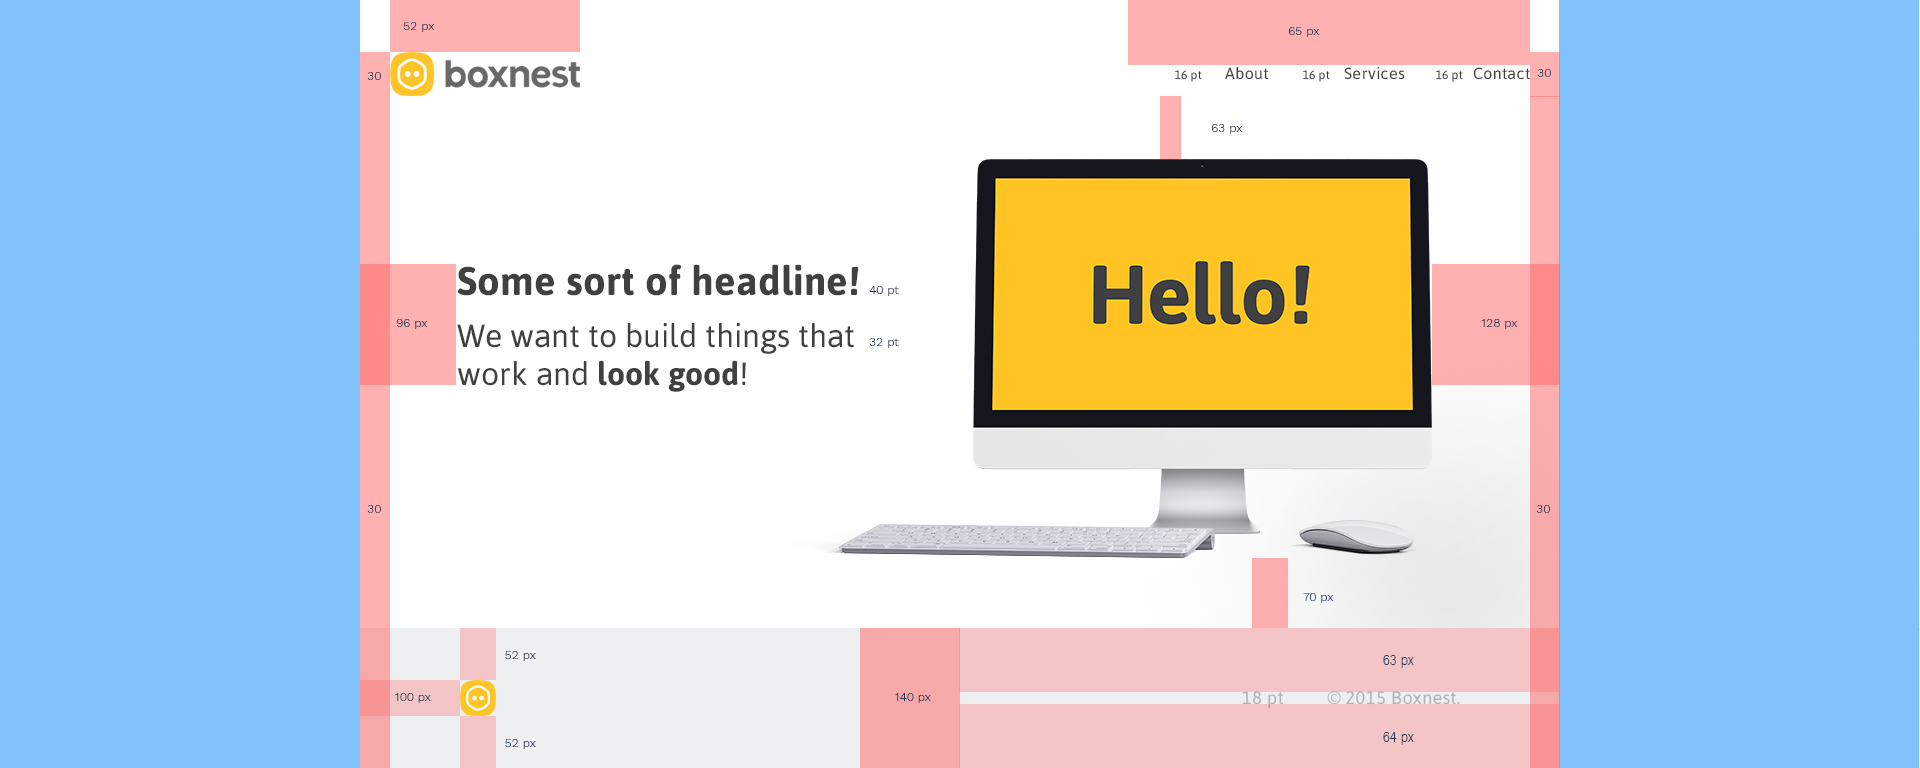 52 px
65 px
30
boxnest
16 pt
About
16 pt
Services
16 pt
Contact
30
63 px
Hello!
Some sort of headline!
40 pt
96 px
128 px
We want to build things that
32 pt
work and look good!
30
30
70 px
52 px
63 px
100 px
140 px
18 pt
© 2015 Boxnest.
52 px
64 px